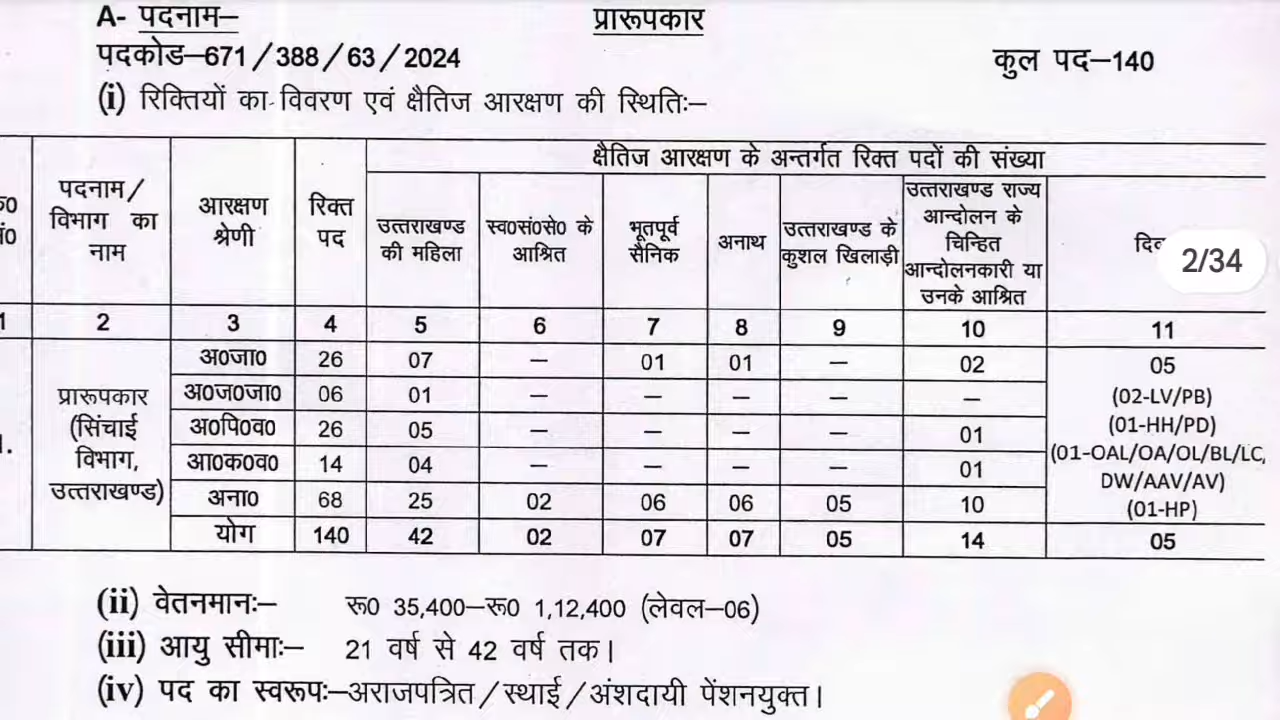 A- पदनाम–
प्रारूपकार
पदकोड–671/388/63/2024
कुल पद–140
(i) रिक्तियों का विवरण एवं क्षैतिज आरक्षण की स्थितिः–
पदनाम/
विभाग का
नाम
आरक्षण
श्रेणी
रिक्त
पद
क्षैतिज आरक्षण के अन्तर्गत रिक्त पदों की संख्या
उत्तराखण्ड
की महिला
स्व0सं0से0 के
आश्रित
भूतपूर्व
सैनिक
अनाथ
उत्तराखण्ड के
कुशल खिलाड़ी
उत्तराखण्ड राज्य
आन्दोलन के
चिन्हित
आन्दोलनकारी या
उनके आश्रित
2/34
1 2 3 4 5 6 7 8 9 10 11
प्रारूपकार
(सिंचाई
विभाग,
उत्तराखण्ड)
अ0जा0 26 07 – 01 01 – 02
अ0ज0जा0 06 01 – – – – –
अ0पि0व0 26 05 – – – – 01
आ0क0व0 14 04 – – – – 01
अना0 68 25 02 06 06 05 10
05
(02-LV/PB)
(01-HH/PD)
(01-OAL/OA/OL/BL/LC,
DW/AAV/AV)
(01-HP)
योग 140 42 02 07 07 05 14 05
(ii) वेतनमानः– रू0 35,400–रू0 1,12,400 (लेवल–06)
(iii) आयु सीमाः– 21 वर्ष से 42 वर्ष तक।
(iv) पद का स्वरूपः–अराजपत्रित/स्थाई/अंशदायी पेंशनयुक्त।